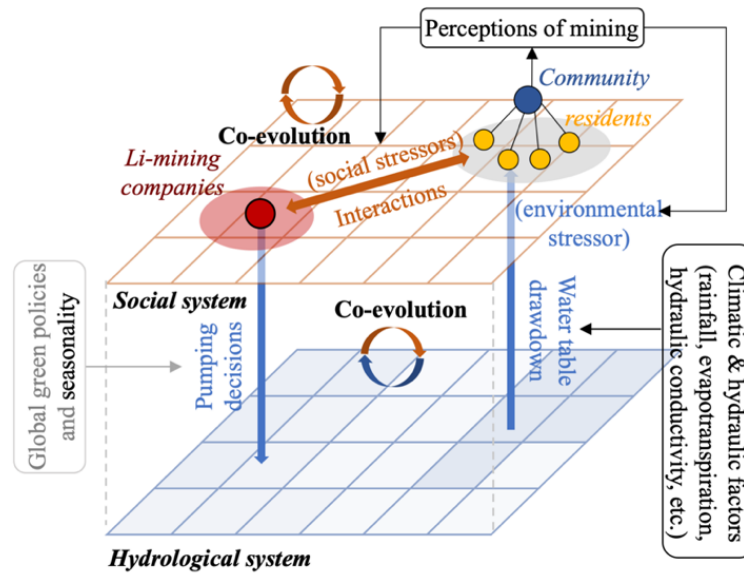 Perceptions of mining
Community
residents
Co-evolution
Li-mining
companies
(social stressors)
Interactions
(environmental
stressor)
Social system
Global green policies
and seasonality
Pumping
decisions
Co-evolution
Water table
drawdown
Climatic & hydraulic factors
(rainfall, evapotranspiration,
hydraulic conductivity, etc.)
Hydrological system